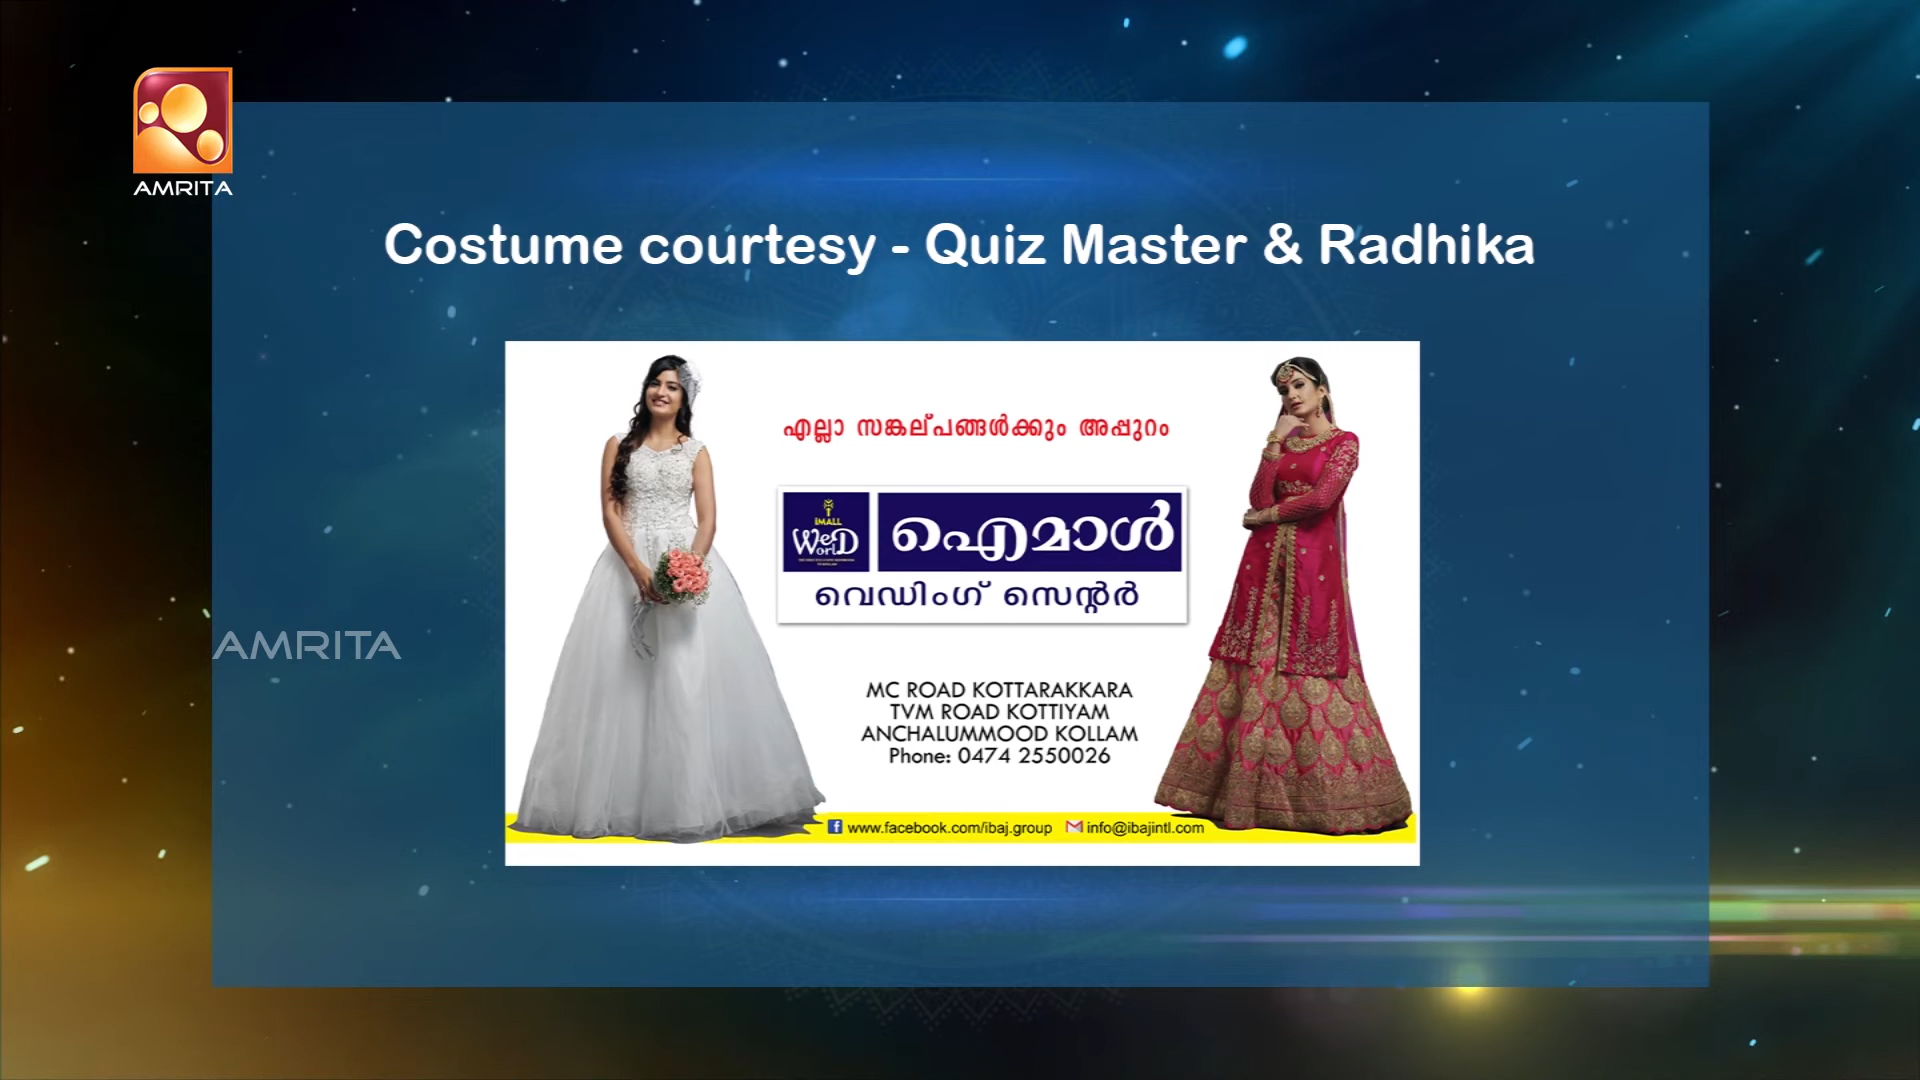 AMRITA
Costume courtesy - Quiz Master & Radhika
എല്ലാ സങ്കല്പങ്ങൾക്കും അപ്പുറം
iMALL
WeD
WorlD
ഐമാൾ
വെഡിംഗ് സെന്റർ
AMRITA
MC ROAD KOTTARAKKARA
TVM ROAD KOTTIYAM
ANCHALUMMOOD KOLLAM
Phone: 0474 2550026
www.facebook.com/ibaj.group info@ibajintl.com